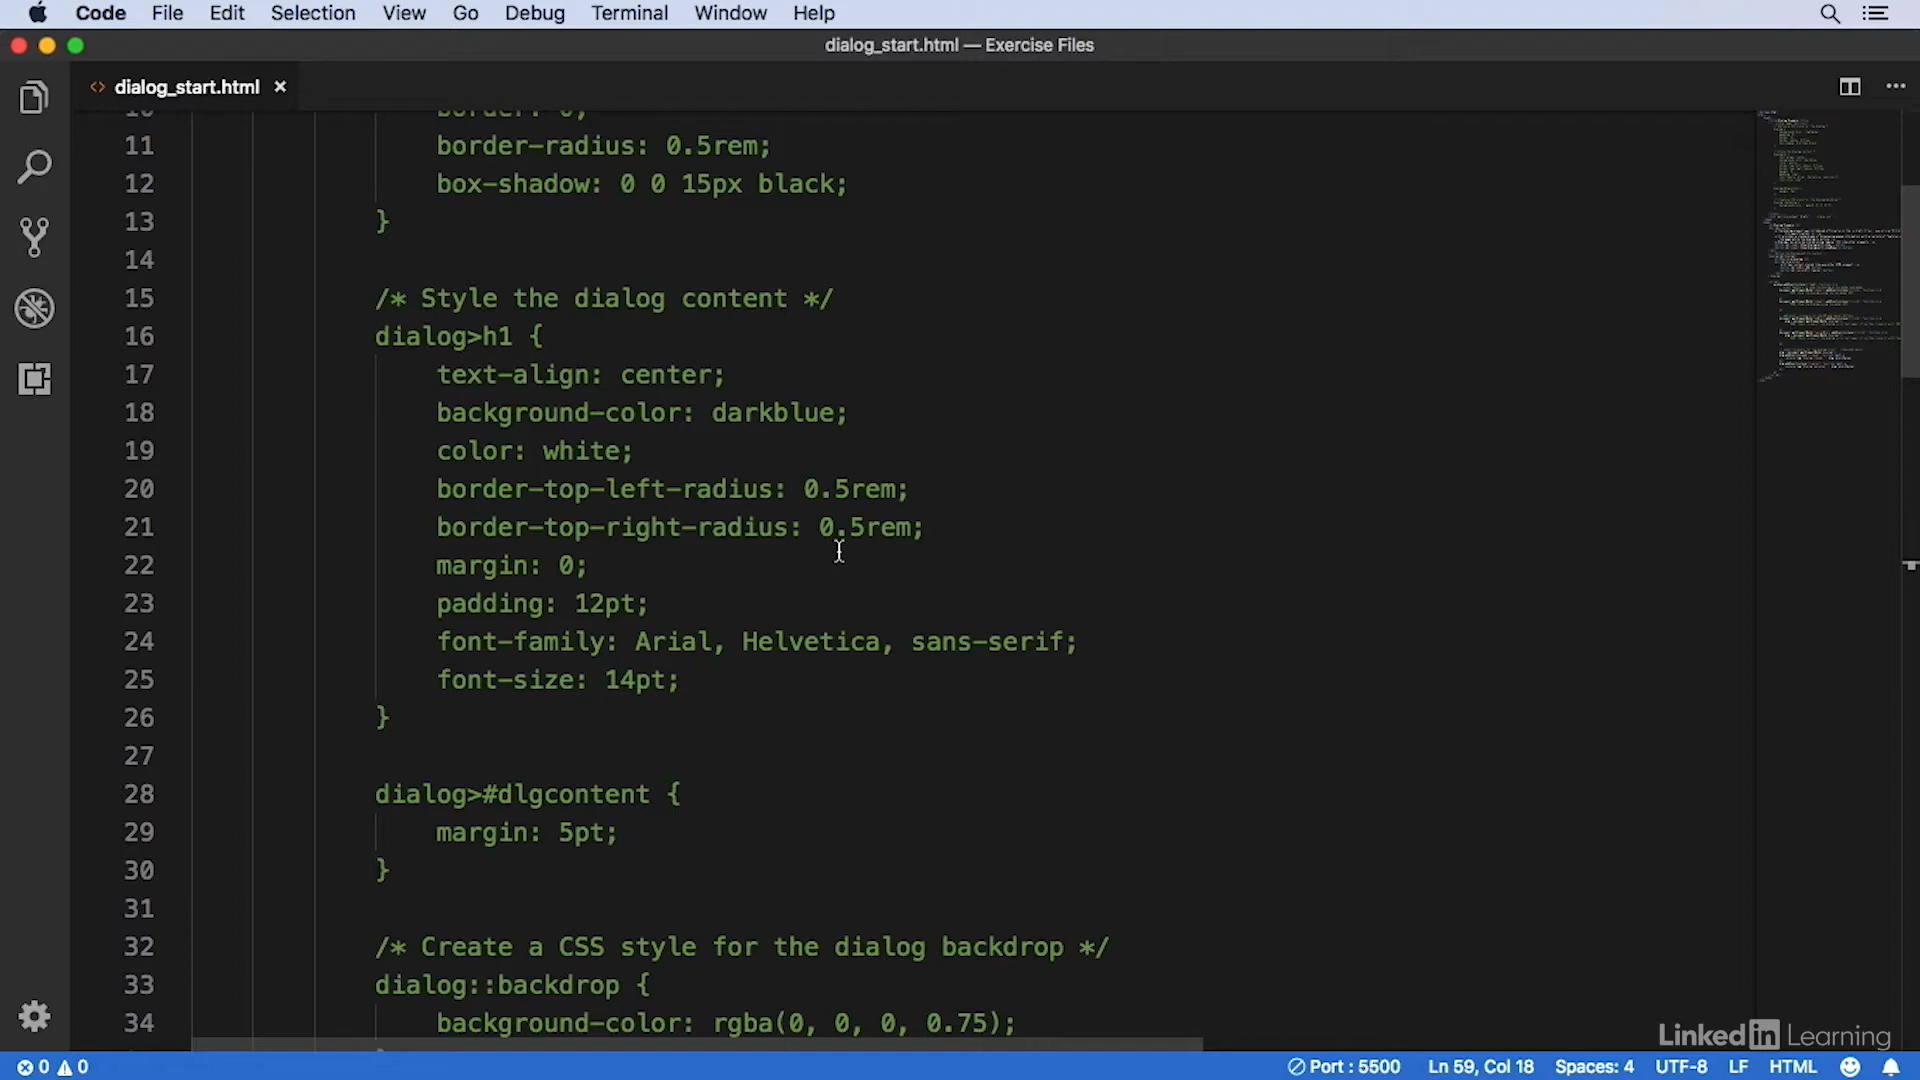 Code File Edit Selection View Go Debug Terminal Window Help
dialog_start.html — Exercise Files
dialog_start.html
11 border-radius: 0.5rem;
12 box-shadow: 0 0 15px black;
13 }
14
15 /* Style the dialog content */
16 dialog>h1 {
17 text-align: center;
18 background-color: darkblue;
19 color: white;
20 border-top-left-radius: 0.5rem;
21 border-top-right-radius: 0.5rem;
22 margin: 0;
23 padding: 12pt;
24 font-family: Arial, Helvetica, sans-serif;
25 font-size: 14pt;
26 }
27
28 dialog>#dlgcontent {
29 margin: 5pt;
30 }
31
32 /* Create a CSS style for the dialog backdrop */
33 dialog::backdrop {
34 background-color: rgba(0, 0, 0, 0.75);
LinkedIn Learning
0 0 Port : 5500 Ln 59, Col 18 Spaces: 4 UTF-8 LF HTML